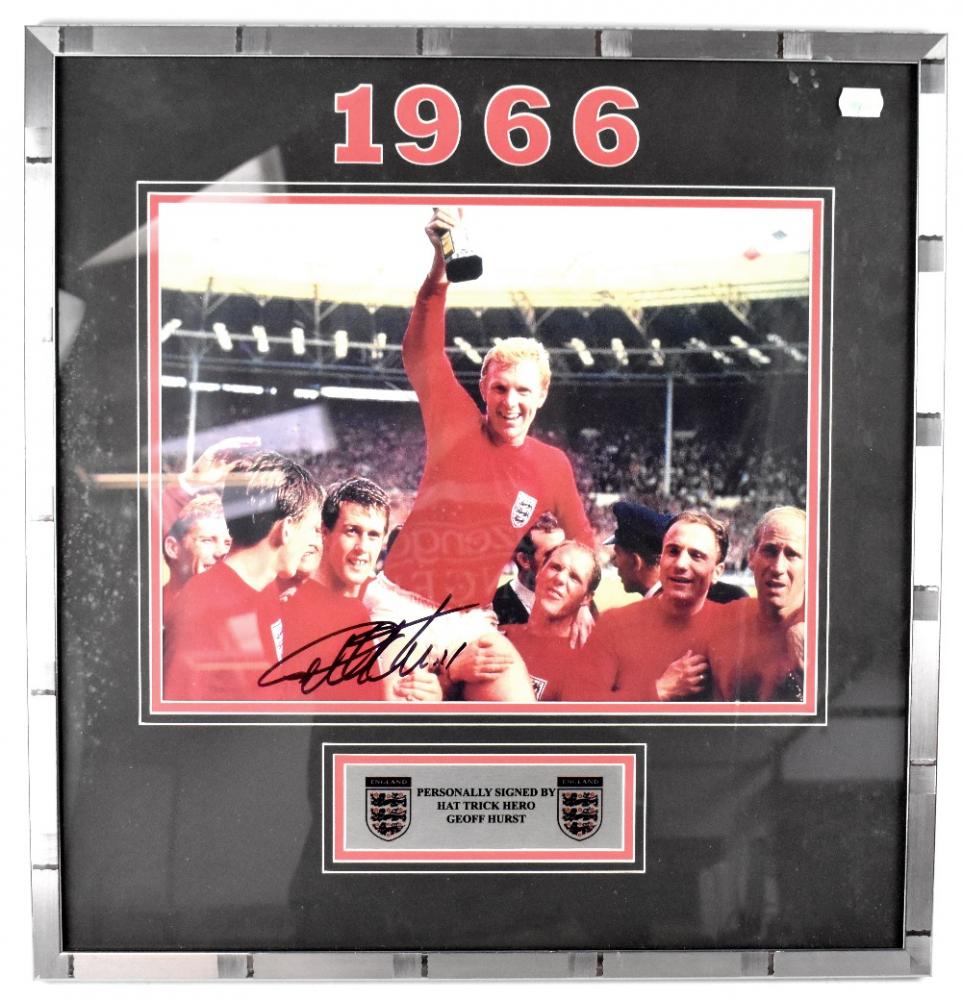 1966
ENGLAND
ENGLAND
PERSONALLY SIGNED BY
HAT TRICK HERO
GEOFF HURST